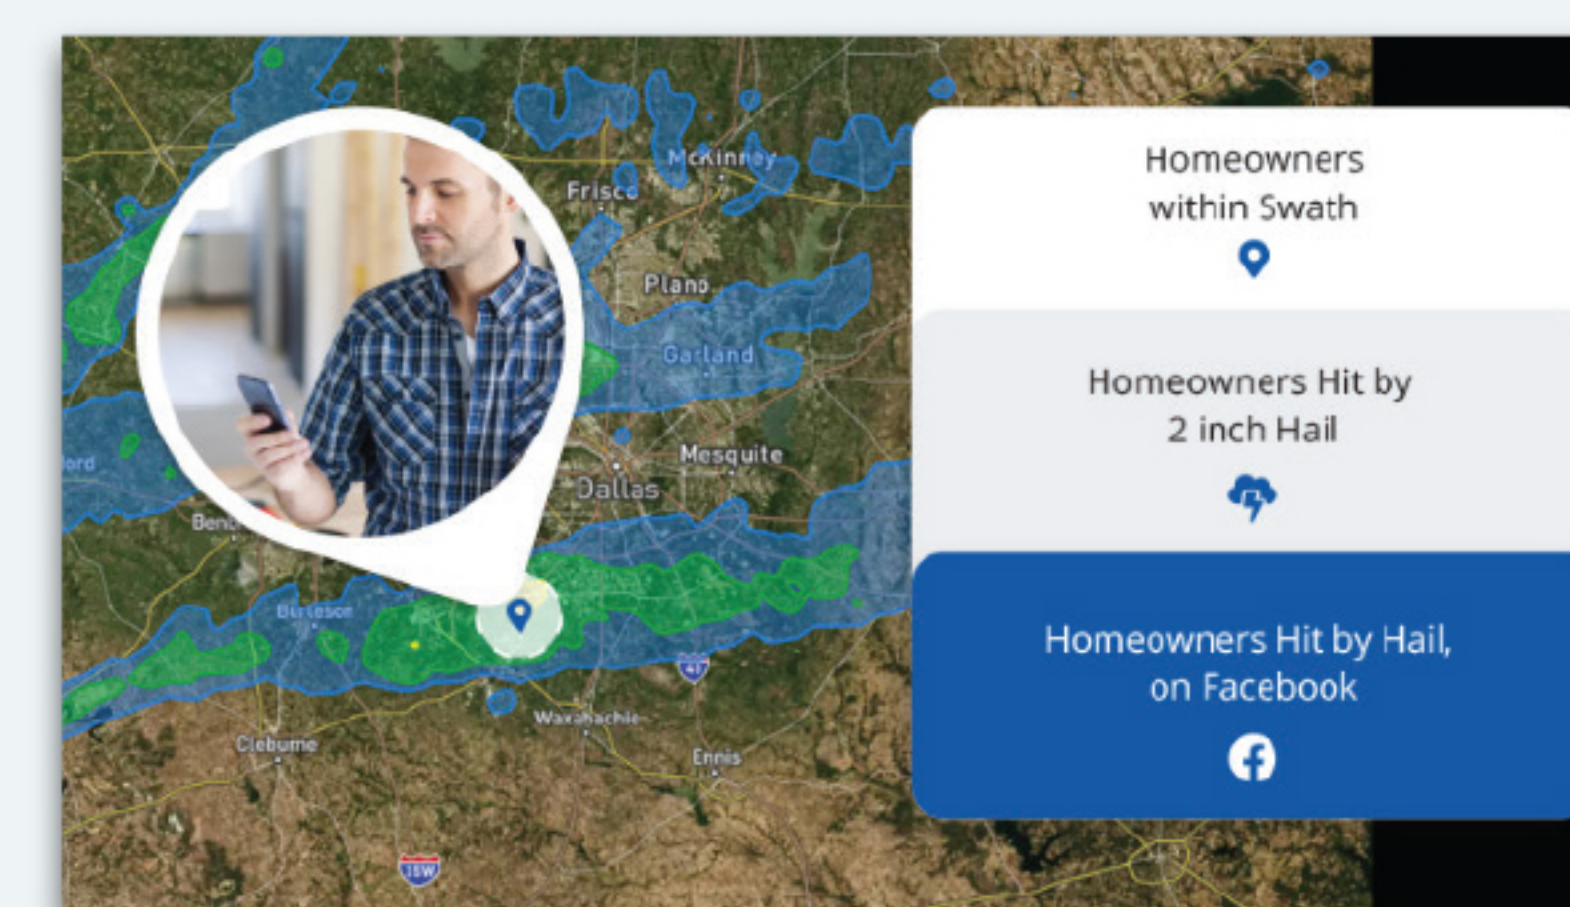 McKinney
Frisco
Plano
Garland
Mesquite
Dallas
Burleson
Waxahachie
Cleburne
Ennis
35W
Homeowners
within Swath
Homeowners Hit by
2 inch Hail
Homeowners Hit by Hail,
on Facebook